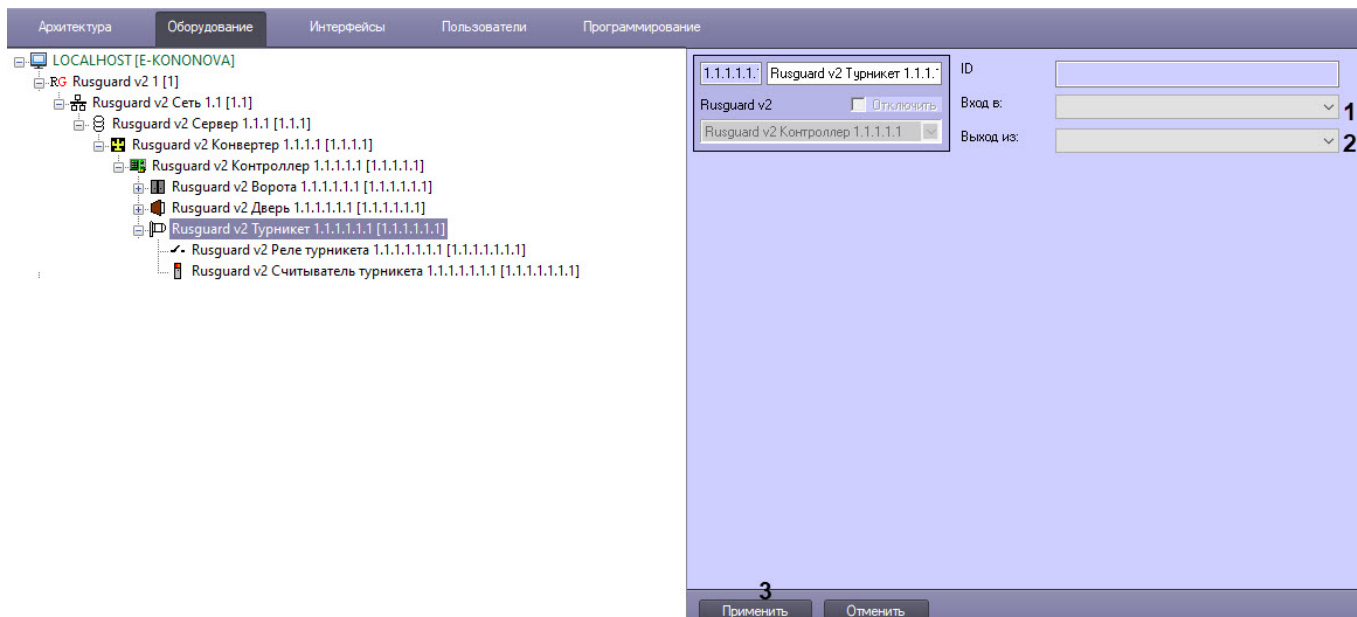 Архитектура Оборудование Интерфейсы Пользователи Программирование
LOCALHOST [E-KONONOVA]
RG Rusguard v2 1 [1]
Rusguard v2 Сеть 1.1 [1.1]
Rusguard v2 Сервер 1.1.1 [1.1.1]
Rusguard v2 Конвертер 1.1.1.1 [1.1.1.1]
Rusguard v2 Контроллер 1.1.1.1.1 [1.1.1.1.1]
Rusguard v2 Ворота 1.1.1.1.1.1 [1.1.1.1.1.1]
Rusguard v2 Дверь 1.1.1.1.1.1 [1.1.1.1.1.1]
Rusguard v2 Турникет 1.1.1.1.1.1 [1.1.1.1.1.1]
Rusguard v2 Реле турникета 1.1.1.1.1.1.1 [1.1.1.1.1.1.1]
Rusguard v2 Считыватель турникета 1.1.1.1.1.1.1 [1.1.1.1.1.1.1]
1.1.1.1.1. Rusguard v2 Турникет 1.1.1.
Rusguard v2 Отключить
Rusguard v2 Контроллер 1.1.1.1.1
ID
Вход в: 1
Выход из: 2
3
Применить Отменить